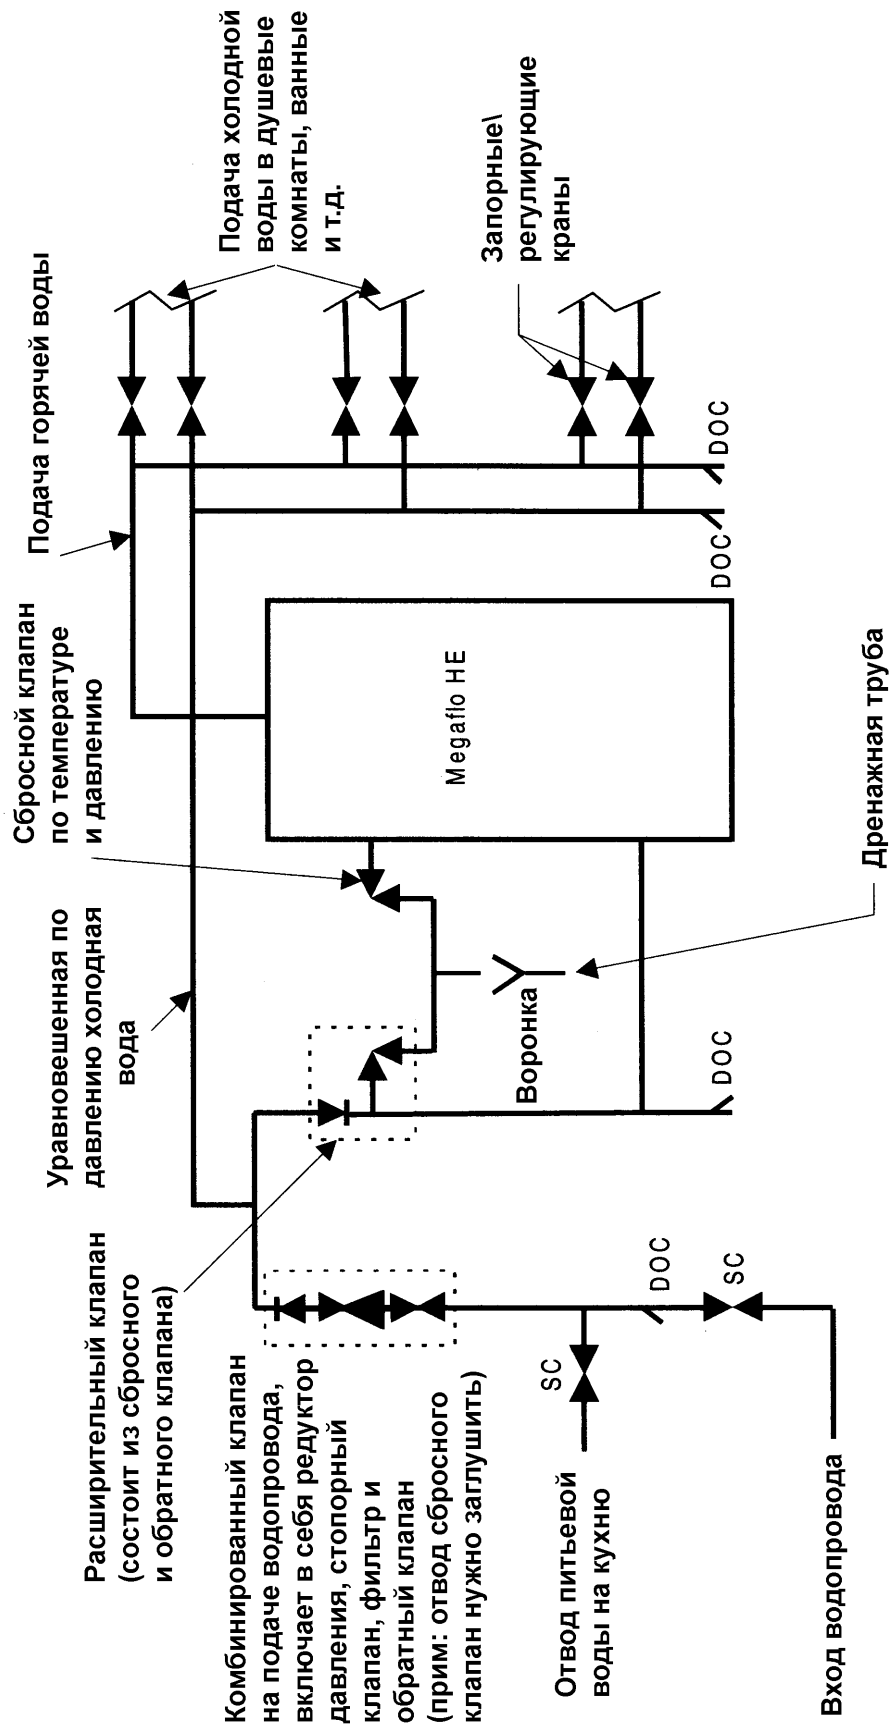 Подача холодной
воды в душевые
комнаты, ванные
и т.д.
Запорные\
регулирующие
краны
Подача горячей воды
DOC
DOC
Сбросной клапан
по температуре
и давлению
Megaflo HE
Дренажная труба
Уравновешенная по
давлению холодная
вода
Воронка
DOC
Расширительный клапан
(состоит из сбросного
и обратного клапана)
Комбинированный клапан
на подаче водопровода,
включает в себя редуктор
давления, стопорный
клапан, фильтр и
обратный клапан
(прим: отвод сбросного
клапан нужно заглушить)
SC
DOC
SC
Отвод питьевой
воды на кухню
Вход водопровода